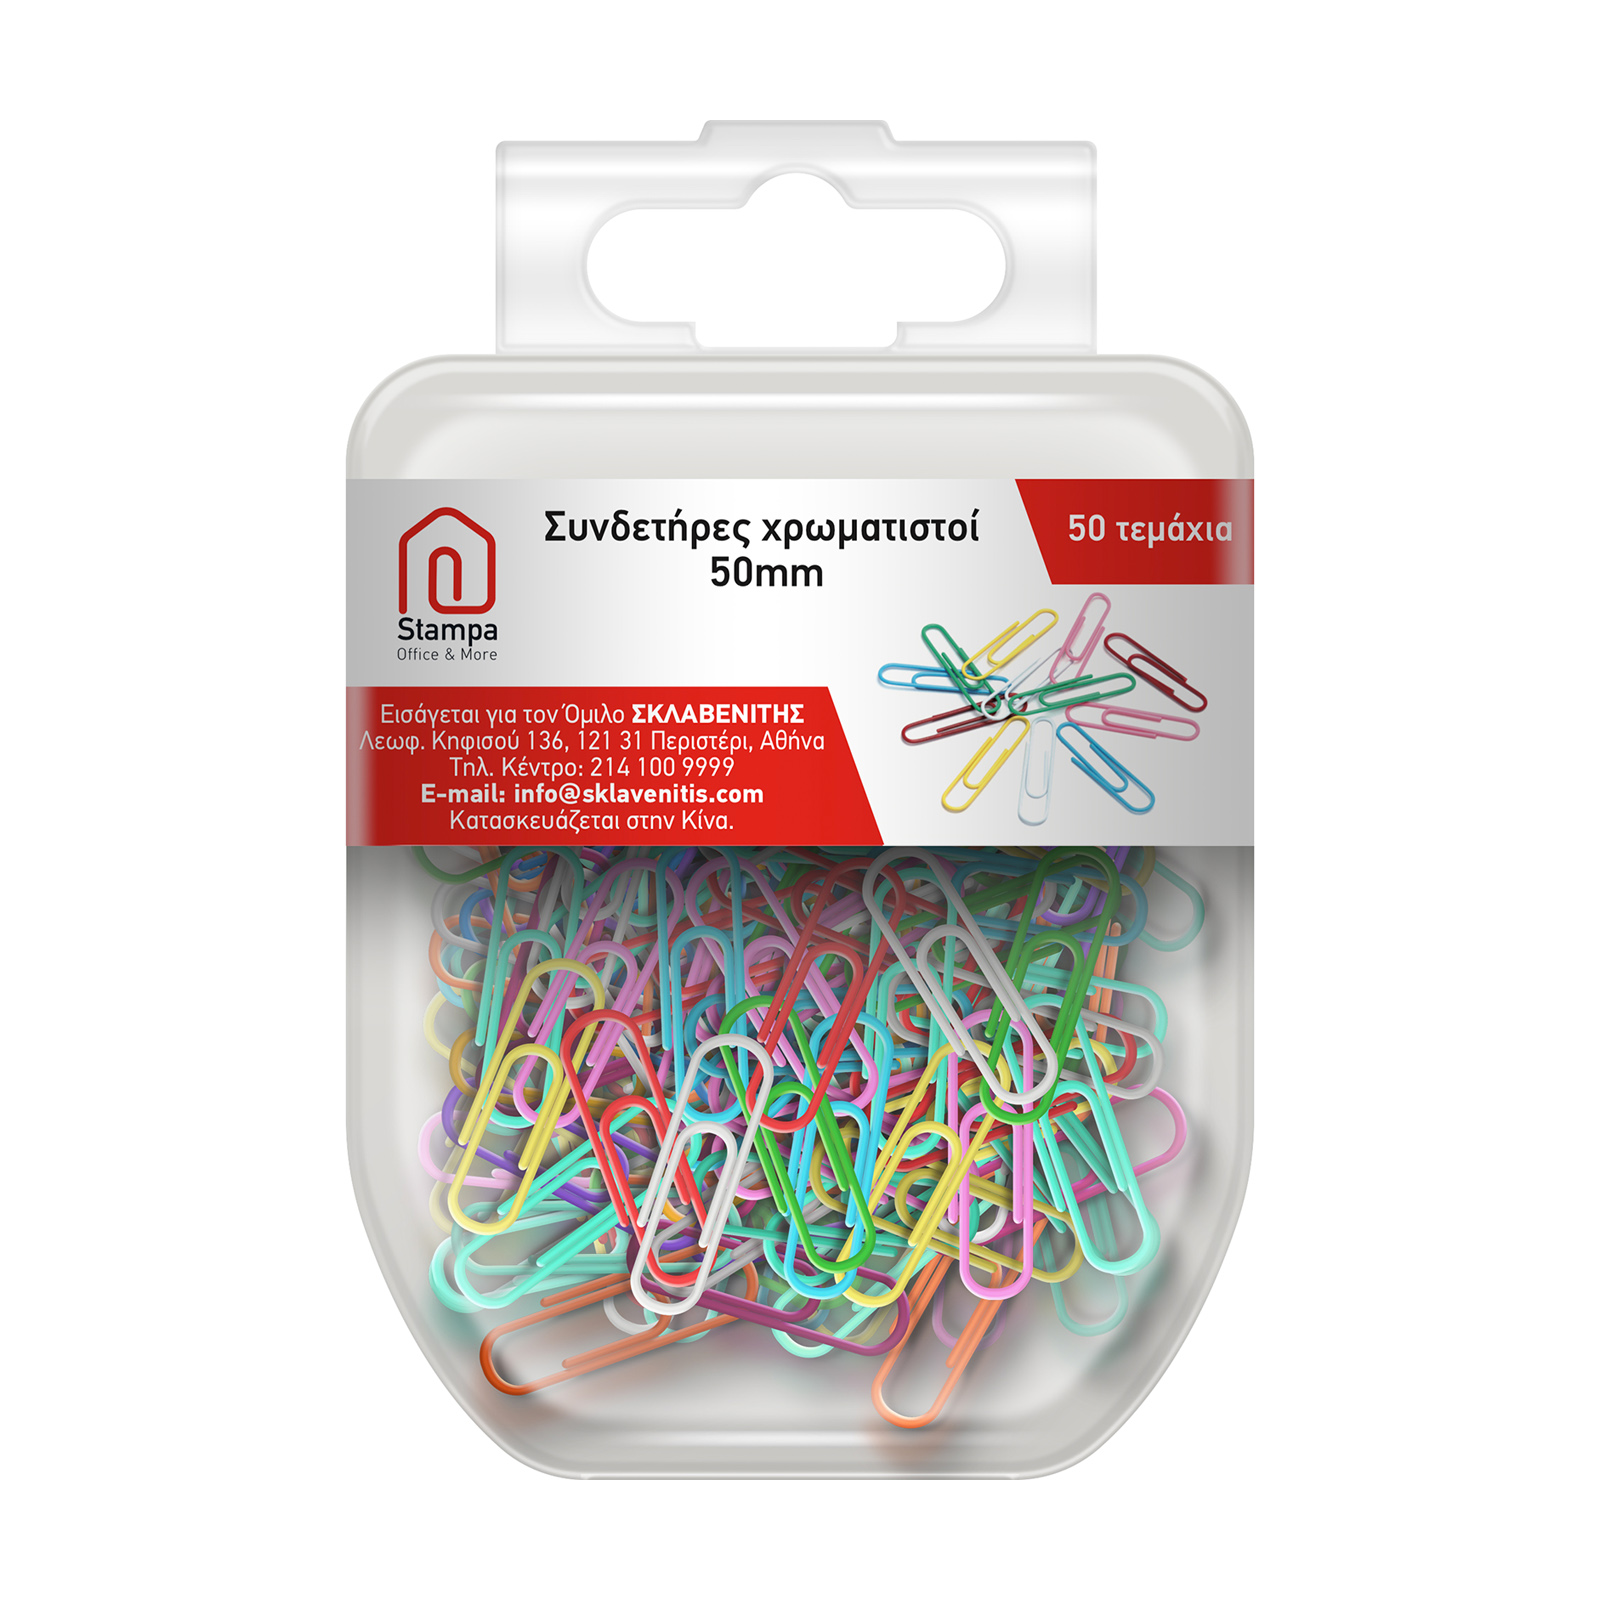 Συνδετήρες χρωματιστοί
50mm
50 τεμάχια
Stampa
Office & More
Εισάγεται για τον Όμιλο ΣΚΛΑΒΕΝΙΤΗΣ
Λεωφ. Κηφισού 136, 121 31 Περιστέρι, Αθήνα
Τηλ. Κέντρο: 214 100 9999
E-mail: info@sklavenitis.com
Κατασκευάζεται στην Κίνα.